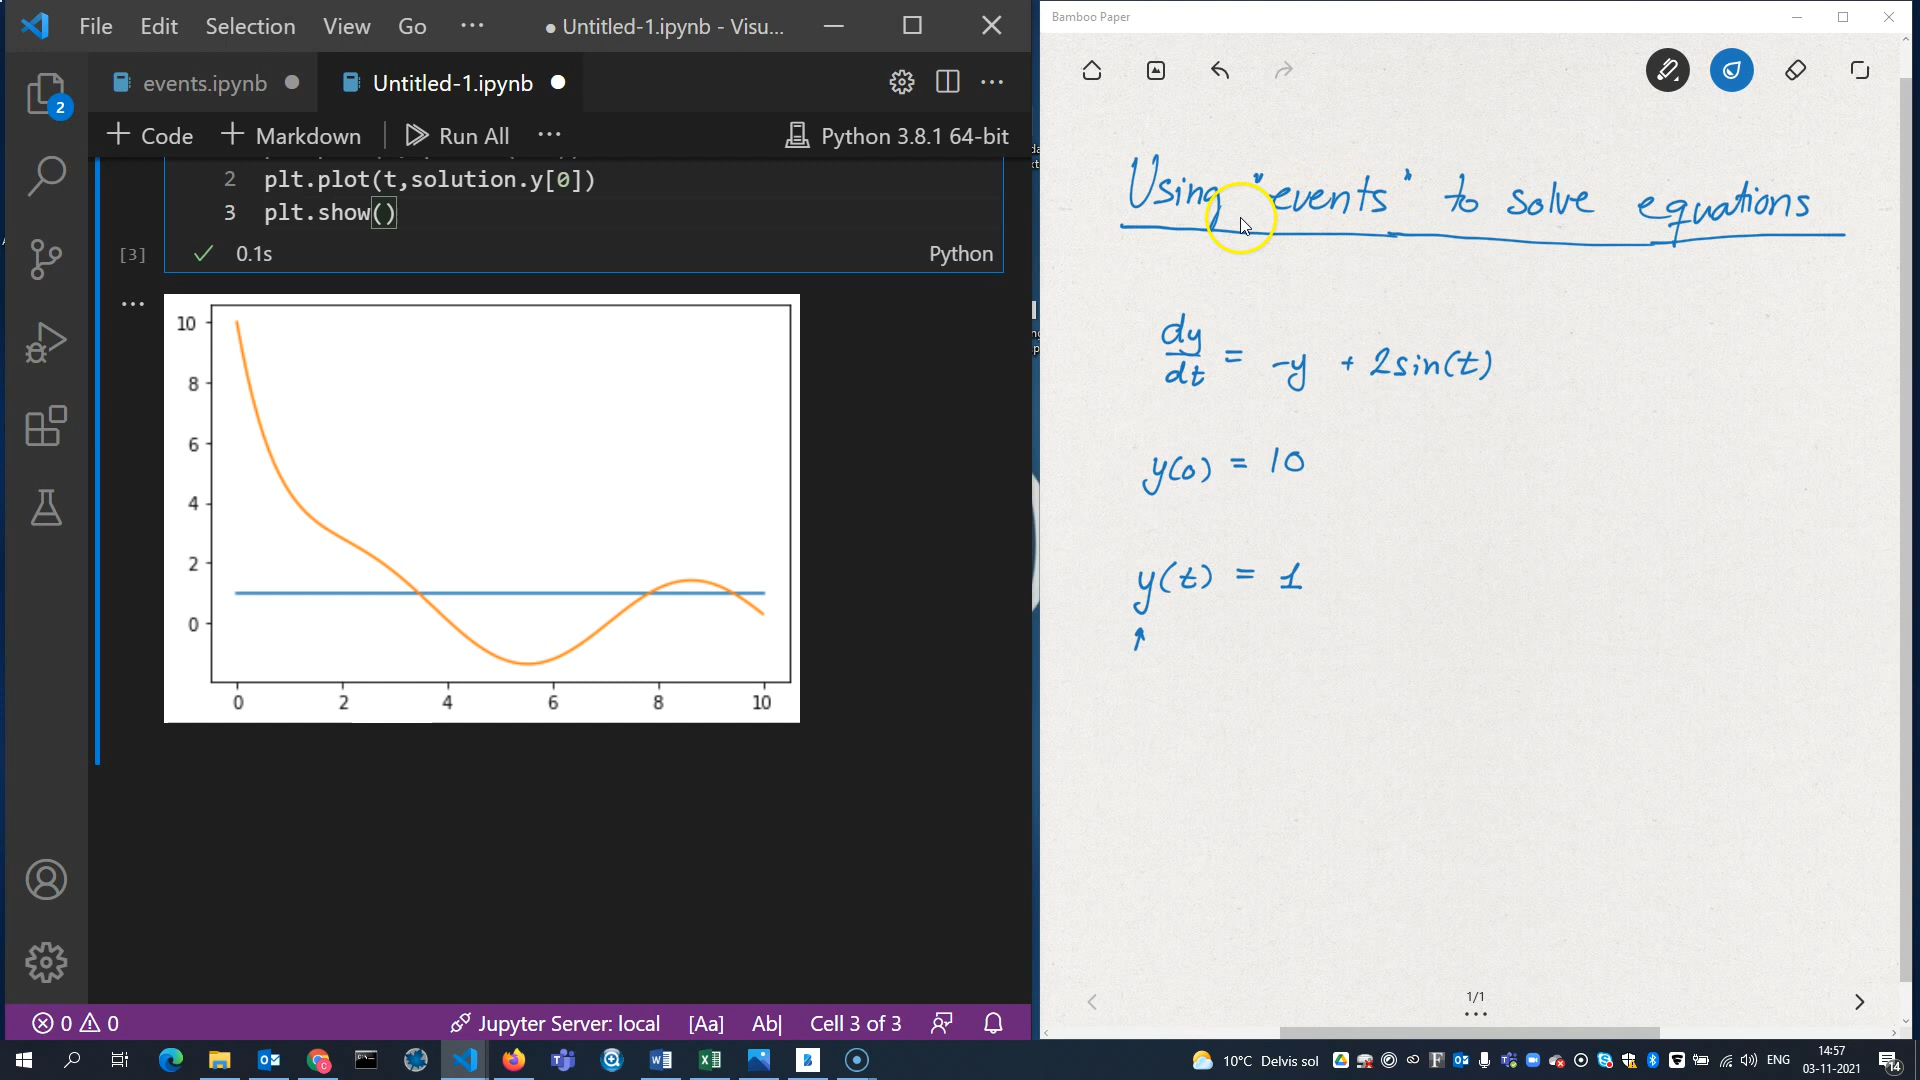 File Edit Selection View Go ··· ● Untitled-1.ipynb - Visu...
events.ipynb ● Untitled-1.ipynb ● ···
+ Code + Markdown Run All ··· Python 3.8.1 64-bit
2 plt.plot(t,solution.y[0])
3 plt.show()
[3] ✓ 0.1s Python
···
10
8
6
4
2
0
0 2 4 6 8 10
2
0 0 Jupyter Server: local [Aa] Ab| Cell 3 of 3
Bamboo Paper
Using "events" to solve equations
dy/dt = -y + 2sin(t)
y(0) = 10
y(t) = 1
1/1
···
10°C Delvis sol ENG 14:57
03-11-2021 14